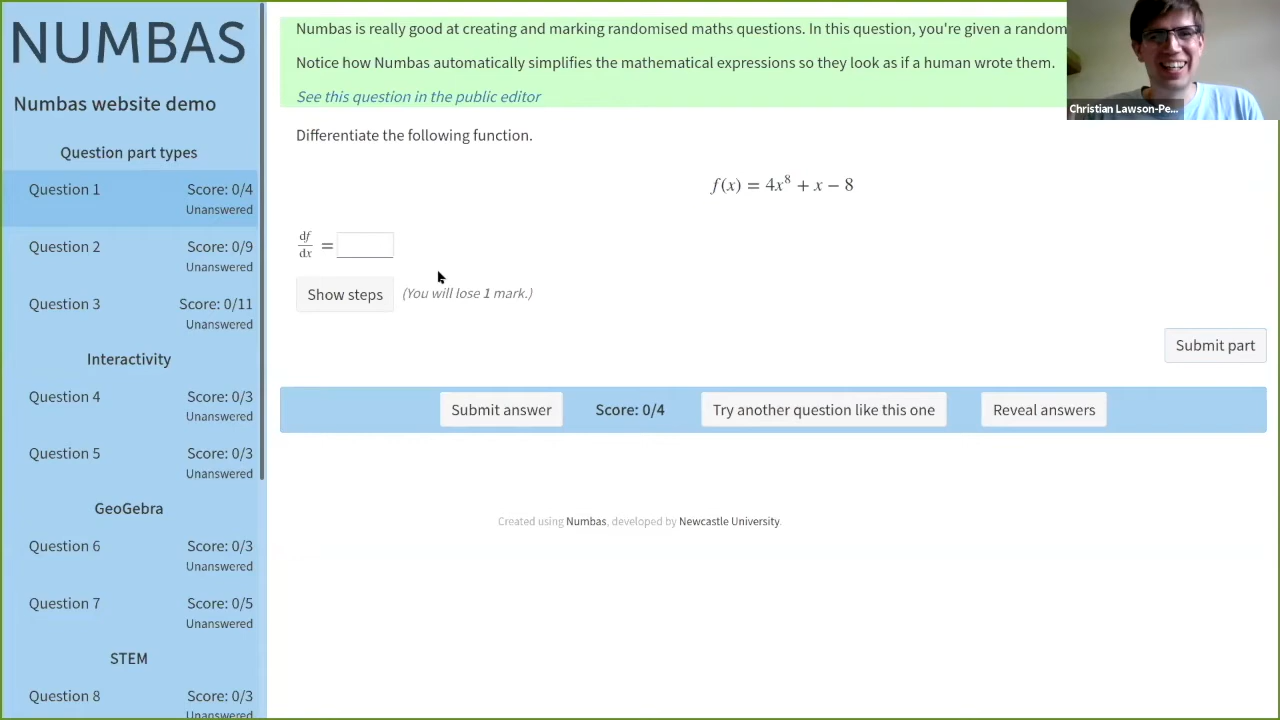 NUMBAS
Numbas website demo
Question part types
Question 1 Score: 0/4
Unanswered
Question 2 Score: 0/9
Unanswered
Question 3 Score: 0/11
Unanswered
Interactivity
Question 4 Score: 0/3
Unanswered
Question 5 Score: 0/3
Unanswered
GeoGebra
Question 6 Score: 0/3
Unanswered
Question 7 Score: 0/5
Unanswered
STEM
Question 8 Score: 0/3
Unanswered
Numbas is really good at creating and marking randomised maths questions. In this question, you're given a random
Notice how Numbas automatically simplifies the mathematical expressions so they look as if a human wrote them.
See this question in the public editor
Christian Lawson-Pe...
Differentiate the following function.
f(x) = 4x⁸ + x − 8
df/dx =
Show steps (You will lose 1 mark.)
Submit part
Submit answer Score: 0/4 Try another question like this one Reveal answers
Created using Numbas, developed by Newcastle University.